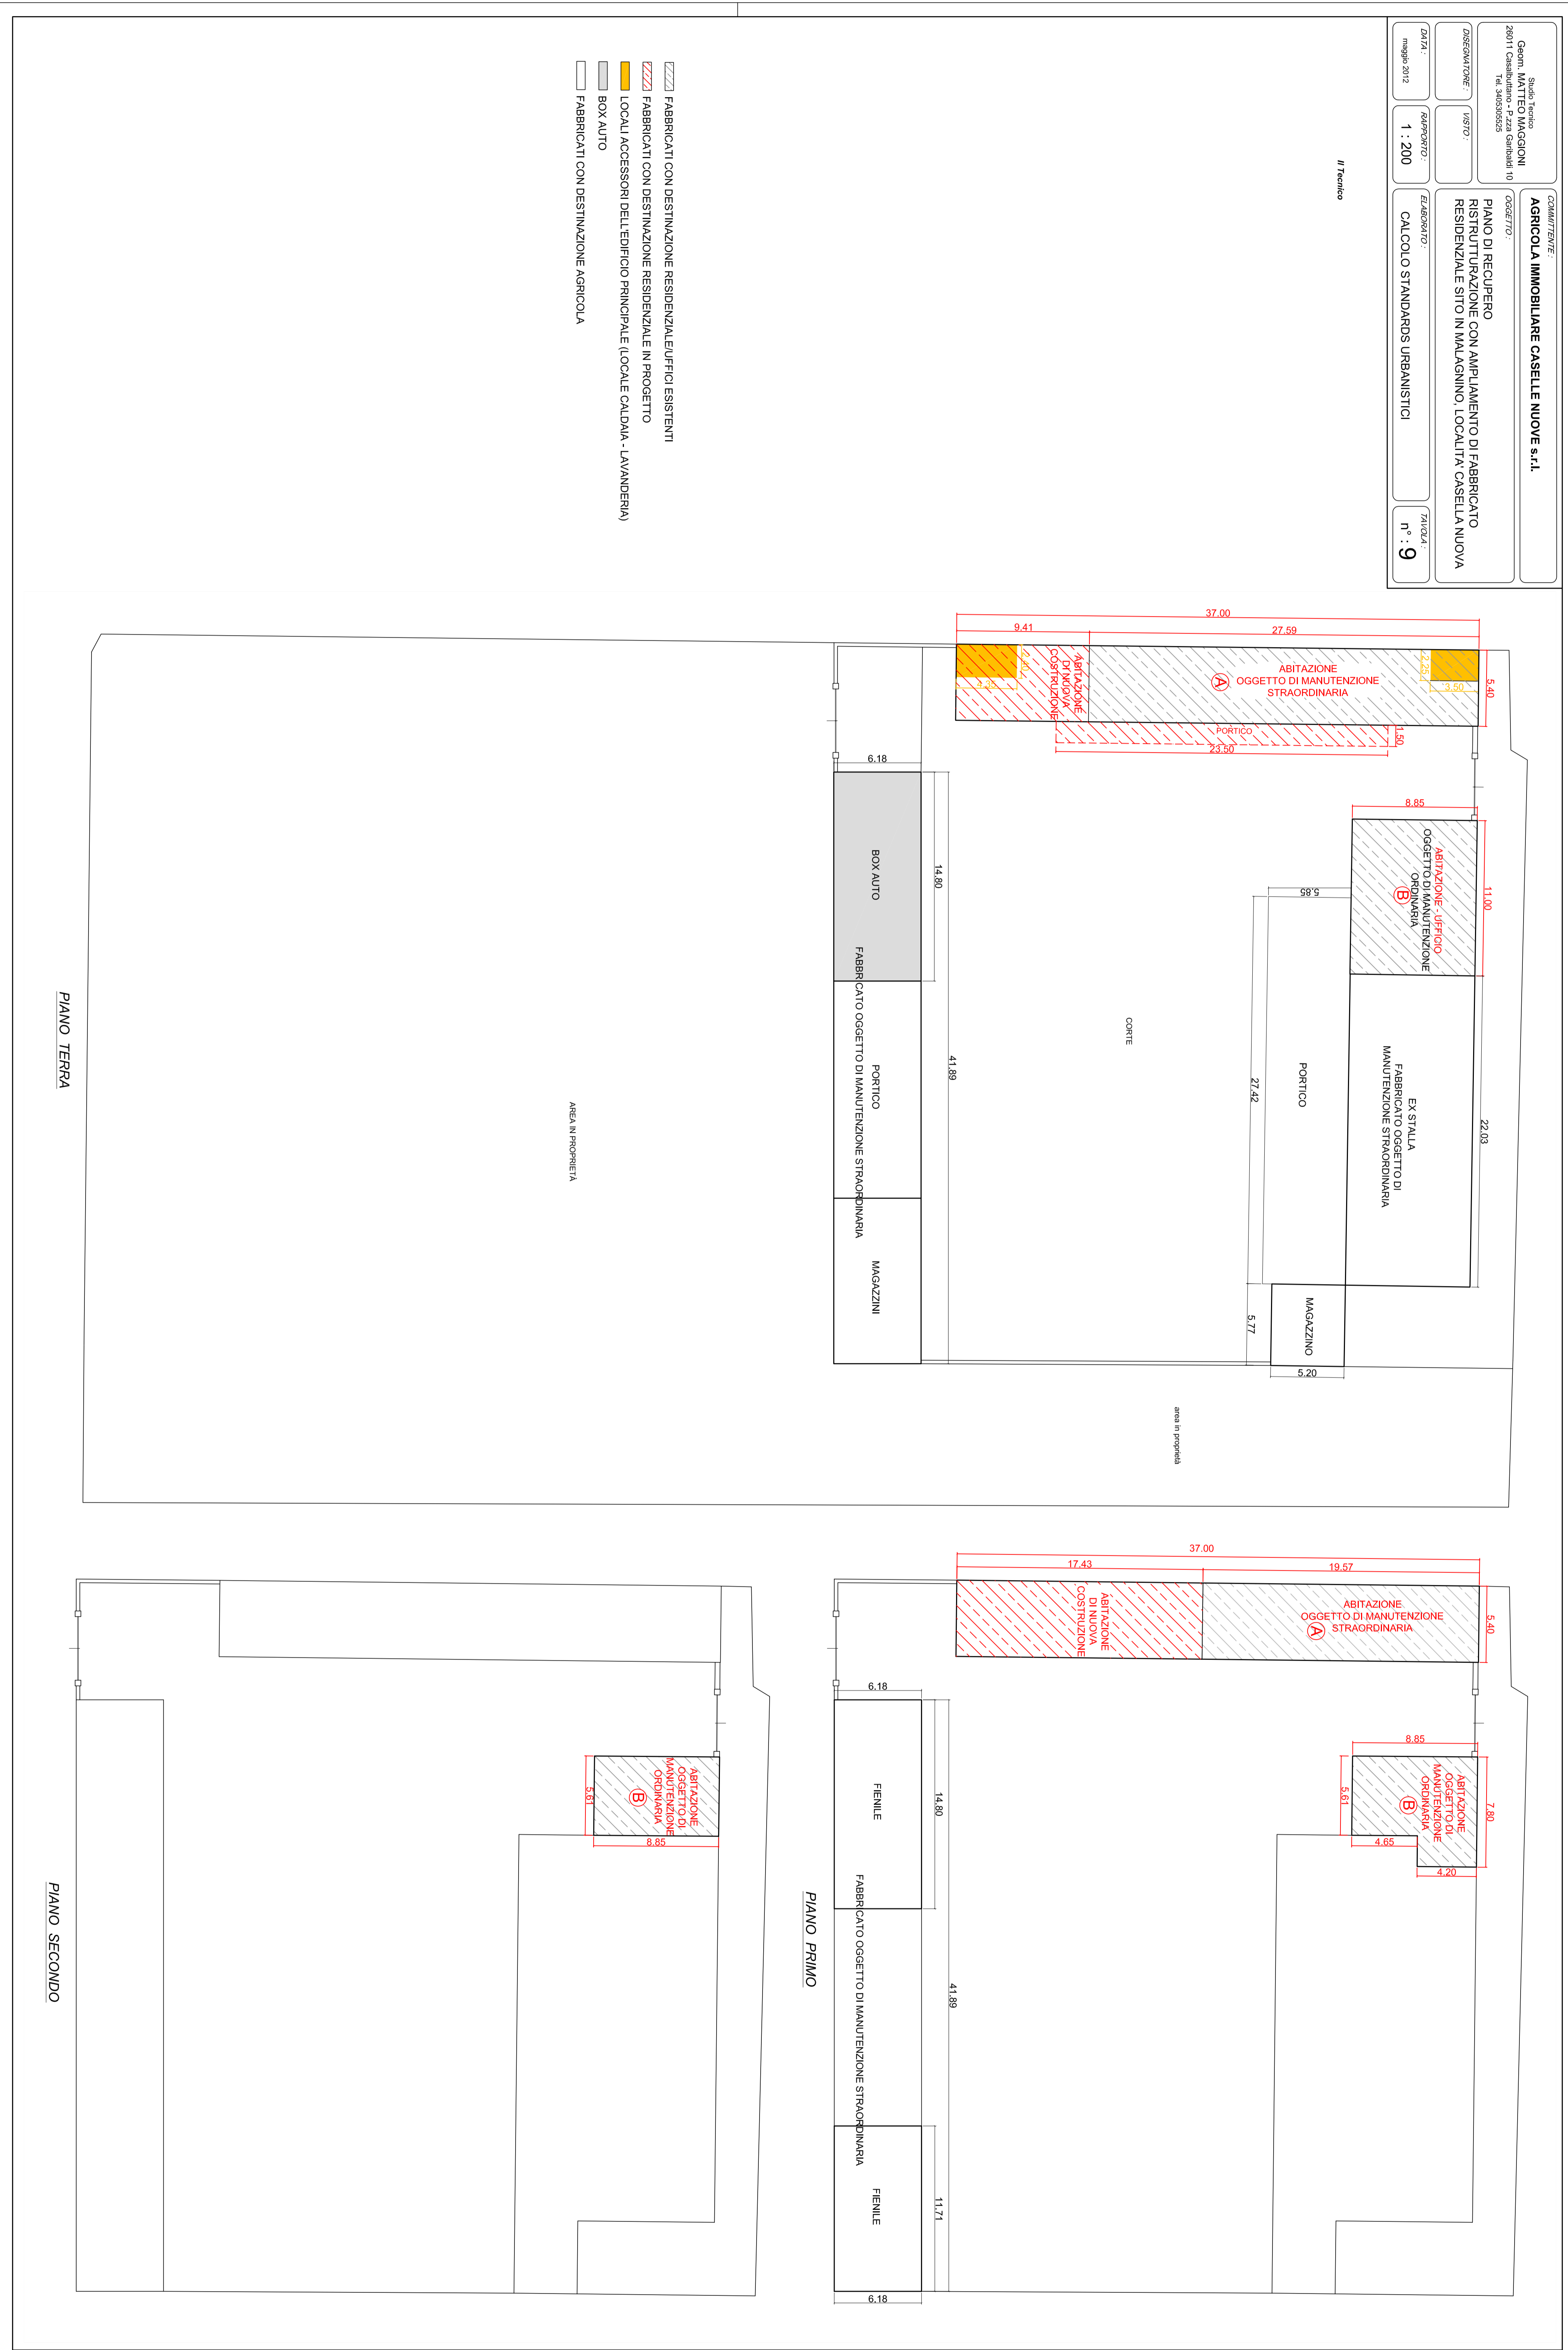 Studio Tecnico
Geom. MATTEO MAGGIONI
26011 Casalbuttano - P.zza Garibaldi 10
Tel. 3405305525
COMMITTENTE :
AGRICOLA IMMOBILIARE CASELLE NUOVE s.r.l.
DISEGNATORE :
VISTO :
OGGETTO :
PIANO DI RECUPERO
RISTRUTTURAZIONE CON AMPLIAMENTO DI FABBRICATO
RESIDENZIALE SITO IN MALAGNINO, LOCALITA' CASELLA NUOVA
DATA :
maggio 2012
RAPPORTO :
1 : 200
ELABORATO :
CALCOLO STANDARDS URBANISTICI
TAVOLA :
n° : 9
Il Tecnico
FABBRICATI CON DESTINAZIONE RESIDENZIALE/UFFICI ESISTENTI
FABBRICATI CON DESTINAZIONE RESIDENZIALE IN PROGETTO
LOCALI ACCESSORI DELL'EDIFICIO PRINCIPALE (LOCALE CALDAIA - LAVANDERIA)
BOX AUTO
FABBRICATI CON DESTINAZIONE AGRICOLA
37.00
9.41
27.59
5.40
2.25
3.50
ABITAZIONE
OGGETTO DI MANUTENZIONE
STRAORDINARIA
A
ABITAZIONE
DI NUOVA
COSTRUZIONE
PORTICO
1.50
23.50
8.85
11.00
ABITAZIONE - UFFICIO
OGGETTO DI MANUTENZIONE
ORDINARIA
B
22.03
EX STALLA
FABBRICATO OGGETTO DI
MANUTENZIONE STRAORDINARIA
5.85
PORTICO
27.42
MAGAZZINO
5.77
5.20
CORTE
area in proprietà
6.18
14.80
41.89
BOX AUTO
PORTICO
MAGAZZINI
FABBRICATO OGGETTO DI MANUTENZIONE STRAORDINARIA
AREA IN PROPRIETÀ
PIANO TERRA
37.00
17.43
19.57
5.40
ABITAZIONE
OGGETTO DI MANUTENZIONE
STRAORDINARIA
A
ABITAZIONE
DI NUOVA
COSTRUZIONE
8.85
7.80
5.61
4.65
4.20
ABITAZIONE
OGGETTO DI
MANUTENZIONE
ORDINARIA
B
6.18
14.80
41.89
11.71
6.18
FIENILE
FABBRICATO OGGETTO DI MANUTENZIONE STRAORDINARIA
FIENILE
PIANO PRIMO
ABITAZIONE
OGGETTO DI
MANUTENZIONE
ORDINARIA
B
5.61
8.85
PIANO SECONDO